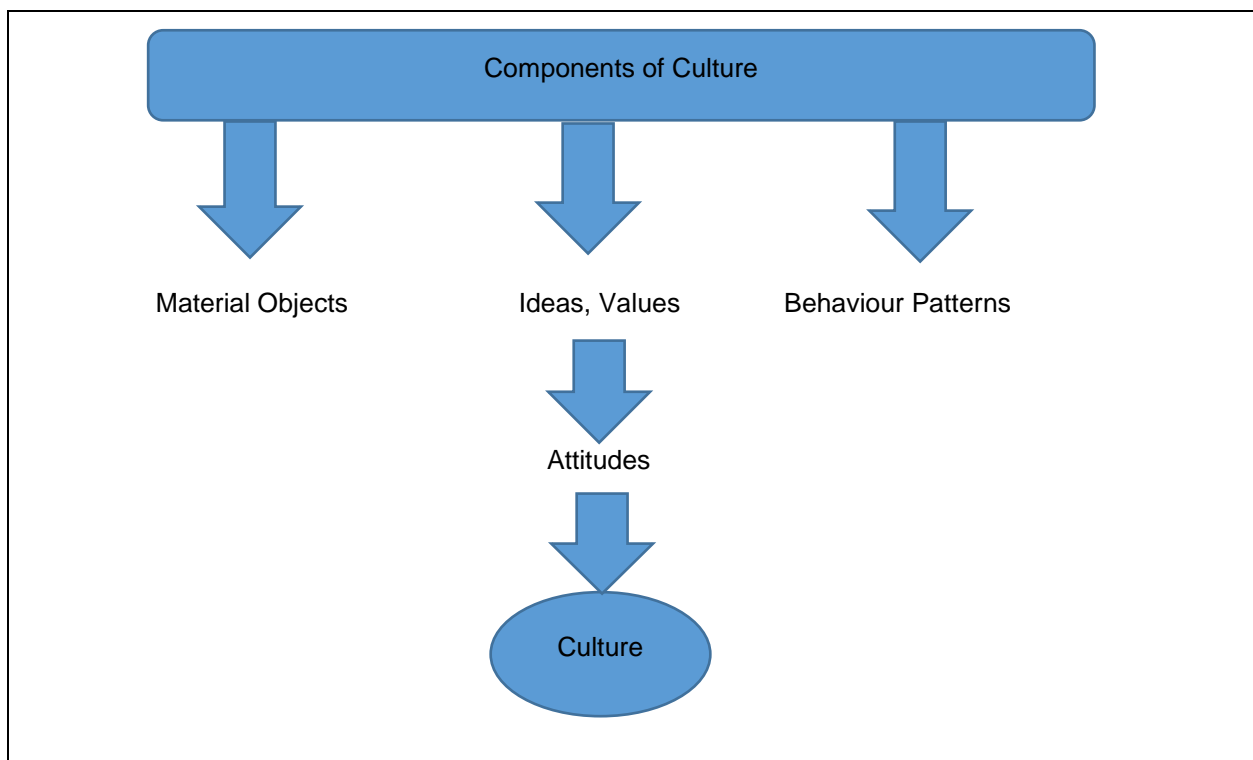 Components of Culture
Material Objects
Ideas, Values
Behaviour Patterns
Attitudes
Culture